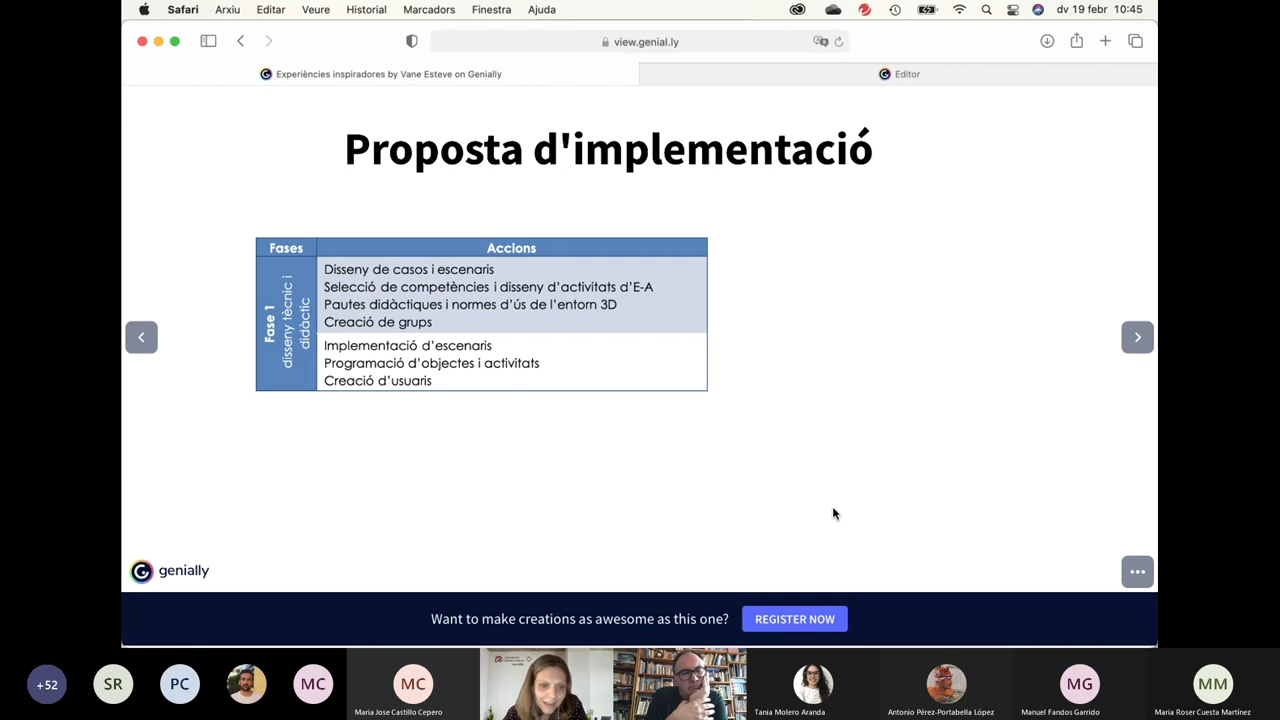 Safari Arxiu Editar Veure Historial Marcadors Finestra Ajuda dv 19 febr 10:45
view.genial.ly
Experiències inspiradores by Vane Esteve on Genially Editor
Proposta d'implementació
Fases Accions
Fase 1
disseny tècnic i
didàctic
Disseny de casos i escenaris
Selecció de competències i disseny d'activitats d'E-A
Pautes didàctiques i normes d'ús de l'entorn 3D
Creació de grups
Implementació d'escenaris
Programació d'objectes i activitats
Creació d'usuaris
genially
Want to make creations as awesome as this one? REGISTER NOW
+52 SR PC MC MC MG MM
Maria Jose Castillo Cepero Tania Molero Aranda Antonio Pérez-Portabella López Manuel Fandos Garrido Maria Roser Cuesta Martínez